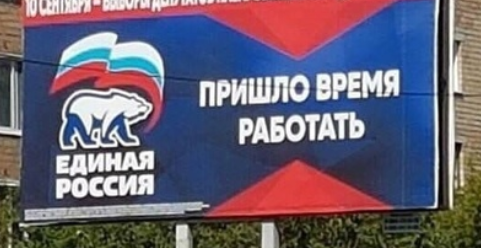 10 СЕНТЯБРЯ – ВЫБОРЫ
ПРИШЛО ВРЕМЯ
РАБОТАТЬ
ЕДИНАЯ
РОССИЯ